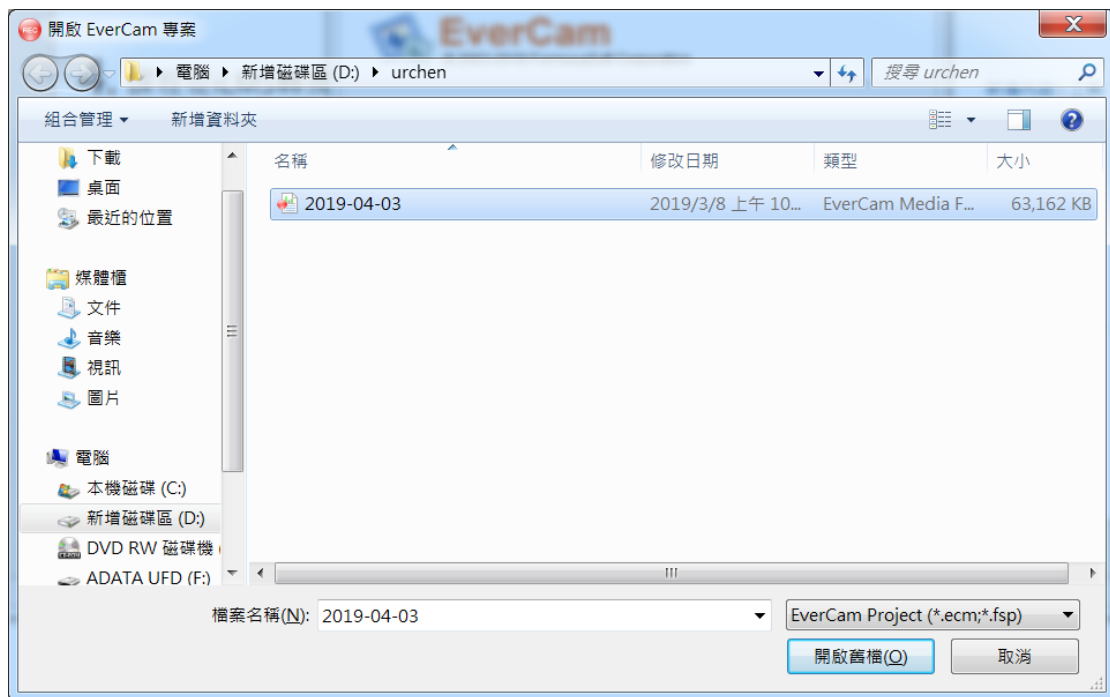 開啟 EverCam 專案
EverCam
電腦 ▶ 新增磁碟區 (D:) ▶ urchen
搜尋 urchen
組合管理 ▼ 新增資料夾
名稱 修改日期 類型 大小
下載
桌面
最近的位置
2019-04-03 2019/3/8 上午 10... EverCam Media F... 63,162 KB
媒體櫃
文件
音樂
視訊
圖片
電腦
本機磁碟 (C:)
新增磁碟區 (D:)
DVD RW 磁碟機
ADATA UFD (F:)
檔案名稱(N): 2019-04-03
EverCam Project (*.ecm;*.fsp)
開啟舊檔(O) 取消